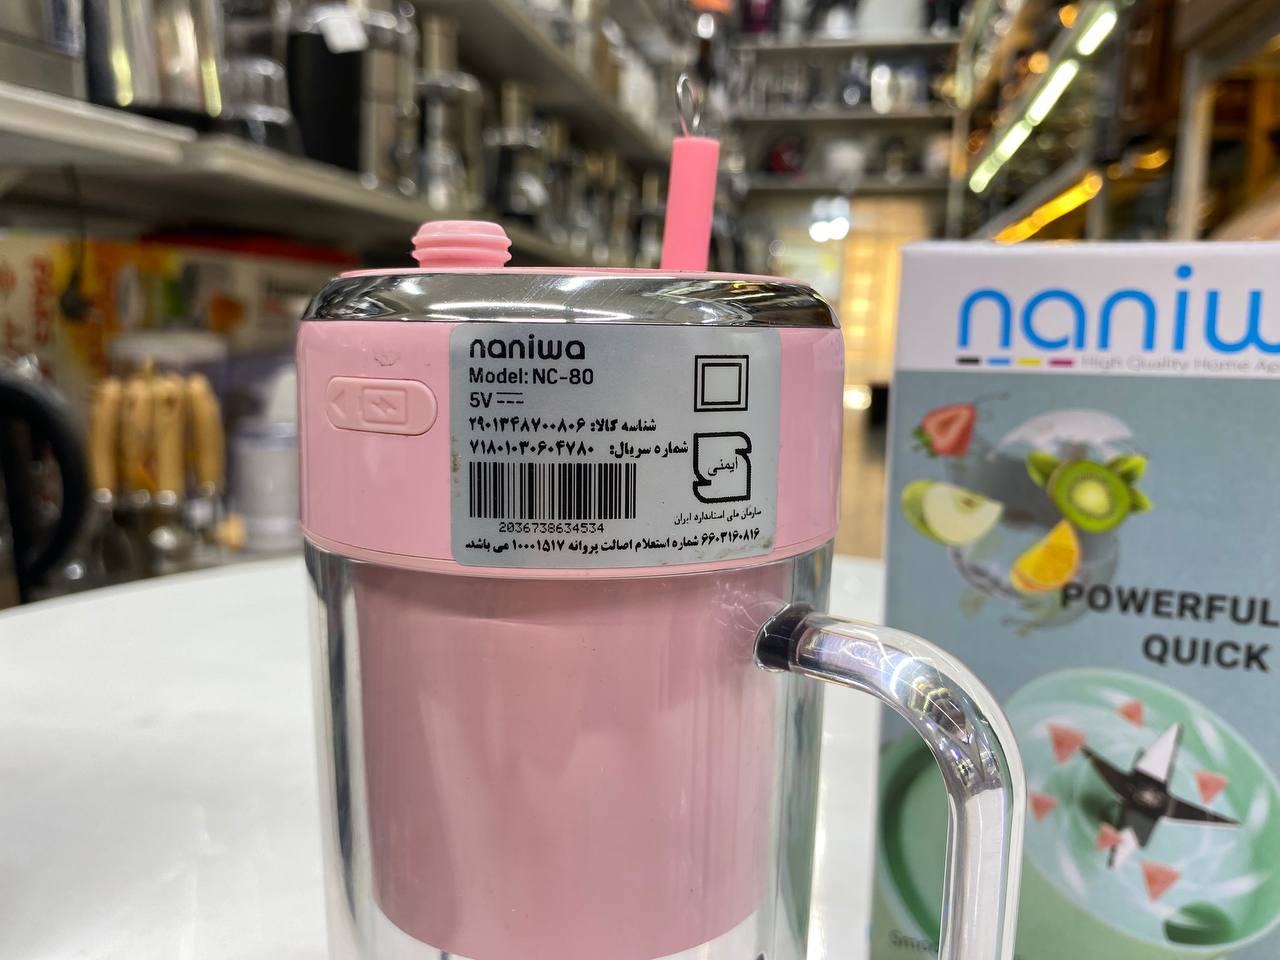 naniwa
Model: NC-80
5V
شناسه کالا: ۲۹۰۱۳۴۸۷۰۰۸۰۶
شماره سریال: ۷۱۸۰۱۰۳۰۶۰۴۷۸۰
ایمنی
سازمان ملی استاندارد ایران
2036738634534
۶۶۰۳۱۶۰۸۱۶ شماره استعلام اصالت پروانه ۱۰۰۰۱۵۱۷ می باشد
naniw
High Quality Home Ap
POWERFUL
QUICK